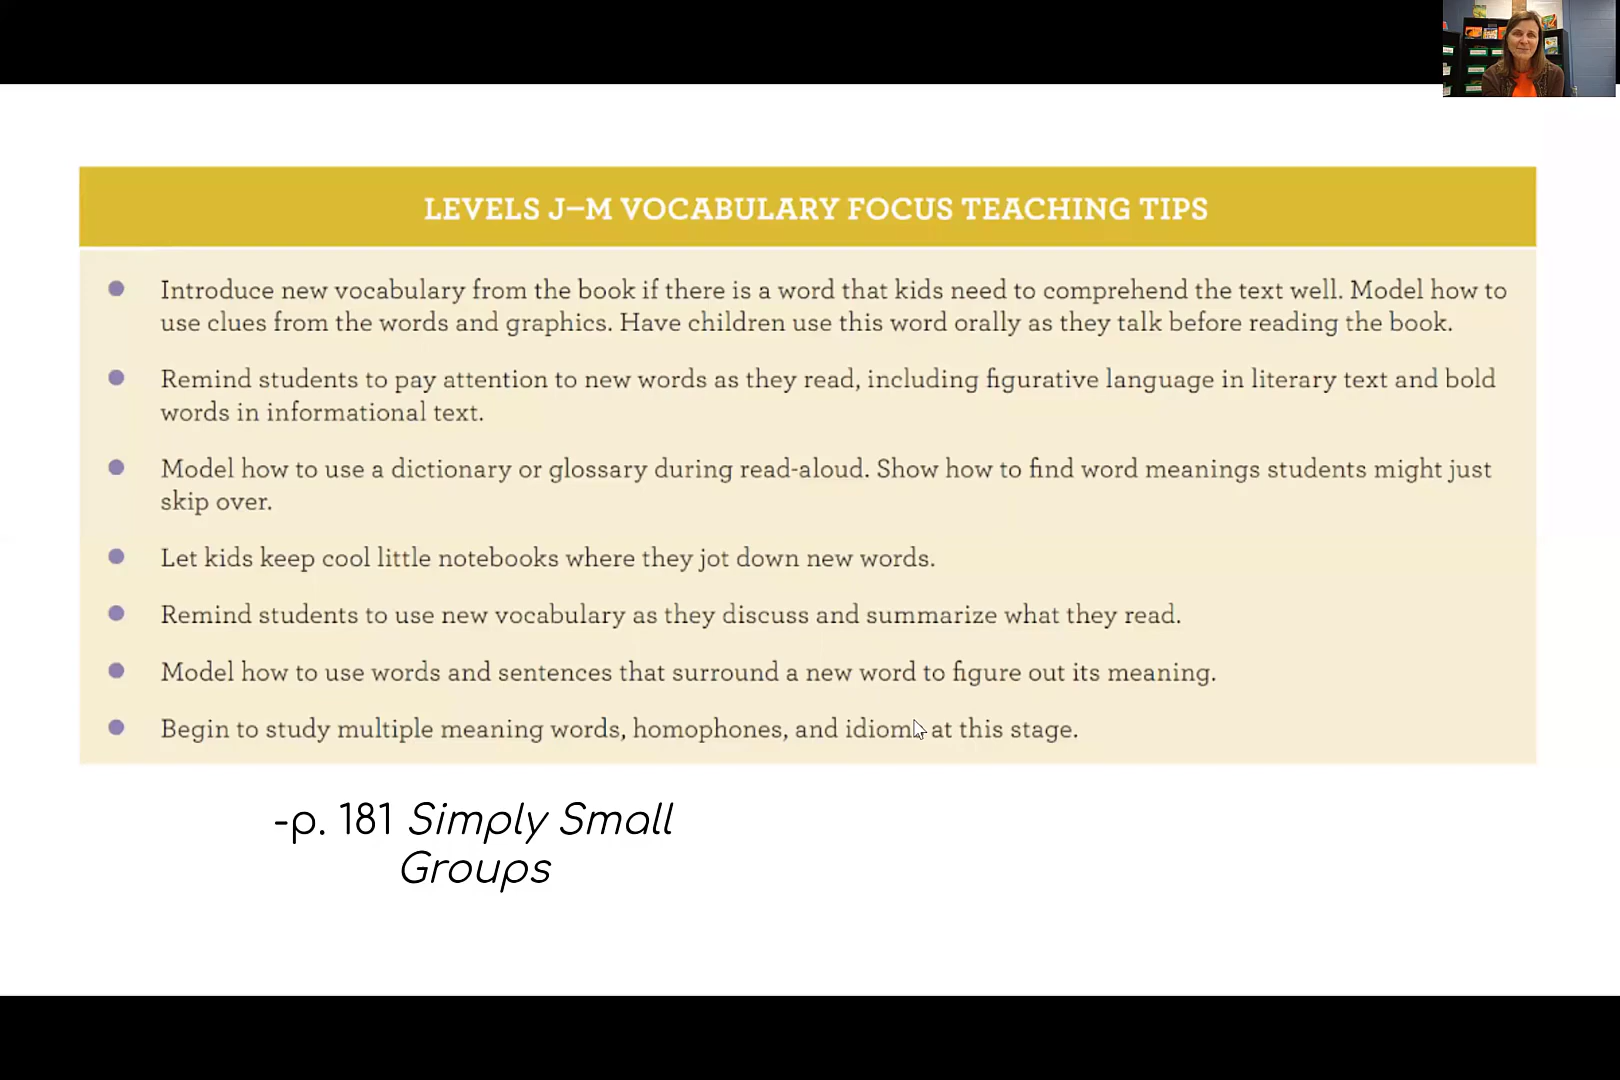 LEVELS J–M VOCABULARY FOCUS TEACHING TIPS
Introduce new vocabulary from the book if there is a word that kids need to comprehend the text well. Model how to
use clues from the words and graphics. Have children use this word orally as they talk before reading the book.
Remind students to pay attention to new words as they read, including figurative language in literary text and bold
words in informational text.
Model how to use a dictionary or glossary during read-aloud. Show how to find word meanings students might just
skip over.
Let kids keep cool little notebooks where they jot down new words.
Remind students to use new vocabulary as they discuss and summarize what they read.
Model how to use words and sentences that surround a new word to figure out its meaning.
Begin to study multiple meaning words, homophones, and idioms at this stage.
-p. 181 Simply Small
Groups